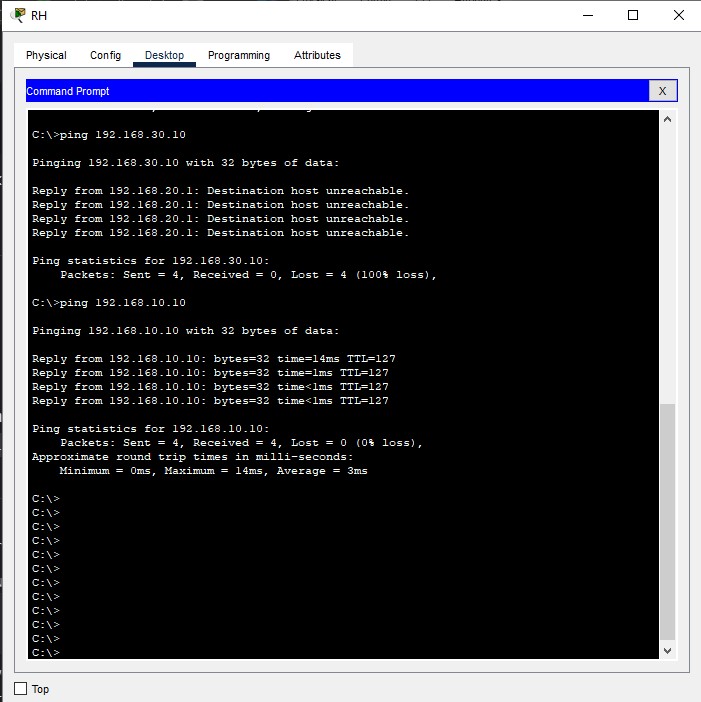 RH
Physical Config Desktop Programming Attributes
Command Prompt X
C:\>ping 192.168.30.10
Pinging 192.168.30.10 with 32 bytes of data:
Reply from 192.168.20.1: Destination host unreachable.
Reply from 192.168.20.1: Destination host unreachable.
Reply from 192.168.20.1: Destination host unreachable.
Reply from 192.168.20.1: Destination host unreachable.
Ping statistics for 192.168.30.10:
    Packets: Sent = 4, Received = 0, Lost = 4 (100% loss),
C:\>ping 192.168.10.10
Pinging 192.168.10.10 with 32 bytes of data:
Reply from 192.168.10.10: bytes=32 time=14ms TTL=127
Reply from 192.168.10.10: bytes=32 time=1ms TTL=127
Reply from 192.168.10.10: bytes=32 time<1ms TTL=127
Reply from 192.168.10.10: bytes=32 time<1ms TTL=127
Ping statistics for 192.168.10.10:
    Packets: Sent = 4, Received = 4, Lost = 0 (0% loss),
Approximate round trip times in milli-seconds:
    Minimum = 0ms, Maximum = 14ms, Average = 3ms
C:\>
C:\>
C:\>
C:\>
C:\>
C:\>
C:\>
C:\>
C:\>
C:\>
C:\>
C:\>
Top